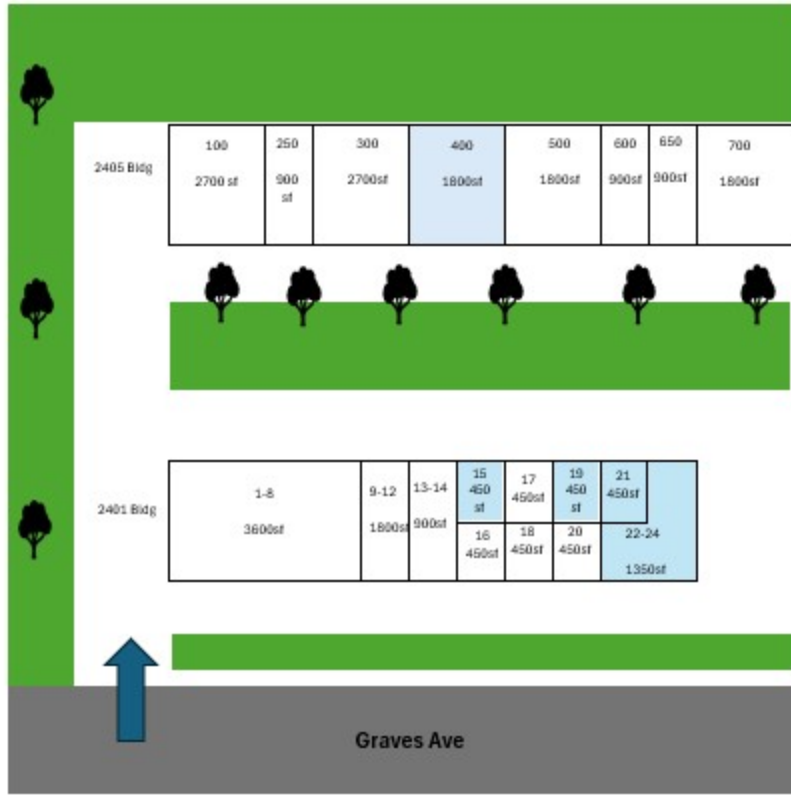 2405 Bldg
100
2700 sf
250
900
sf
300
2700sf
400
1800sf
500
1800sf
600
900sf
650
900sf
700
1800sf
2401 Bldg
1-8
3600sf
9-12
1800sf
13-14
900sf
15
450
sf
17
450sf
19
450
sf
21
450sf
16
450sf
18
450sf
20
450sf
22-24
1350sf
Graves Ave